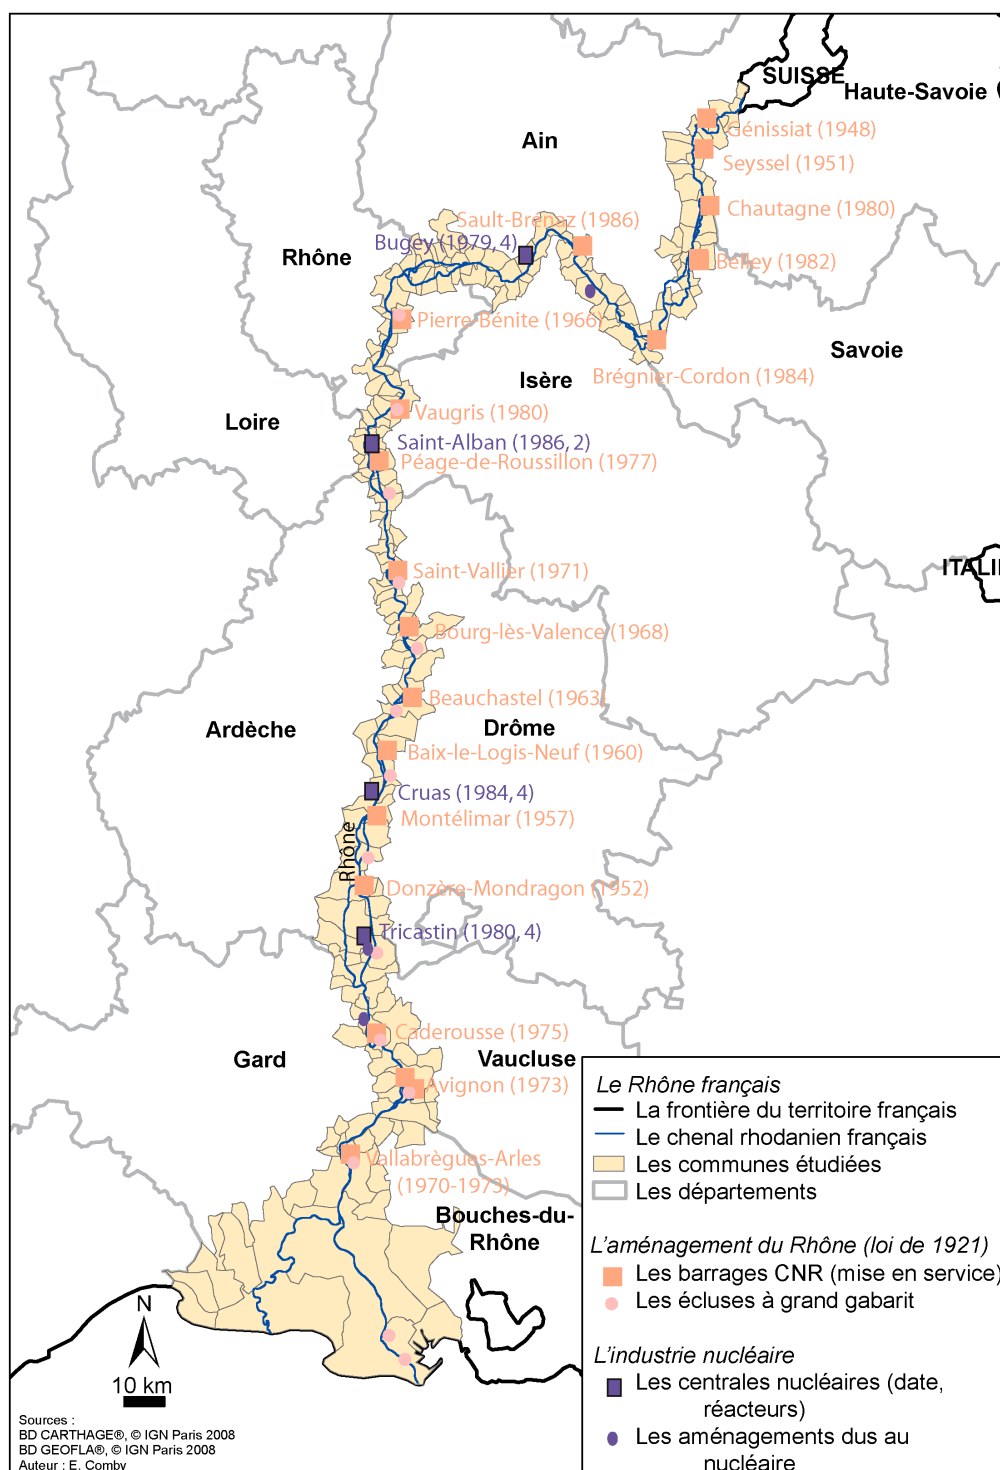 SUISSE
Haute-Savoie
Génissiat (1948)
Ain
Seyssel (1951)
Chautagne (1980)
Sault-Brénaz (1986)
Bugey (1979, 4)
Rhône
Belley (1982)
Pierre-Bénite (1966)
Savoie
Isère
Brégnier-Cordon (1984)
Vaugris (1980)
Loire
Saint-Alban (1986, 2)
Péage-de-Roussillon (1977)
ITALI
Saint-Vallier (1971)
Bourg-lès-Valence (1968)
Beauchastel (1963)
Ardèche
Drôme
Baix-le-Logis-Neuf (1960)
Cruas (1984, 4)
Montélimar (1957)
Rhône
Donzère-Mondragon (1952)
Tricastin (1980, 4)
Caderousse (1975)
Gard
Vaucluse
Avignon (1973)
Vallabrègues-Arles
(1970-1973)
Bouches-du-
Rhône
Le Rhône français
La frontière du territoire français
Le chenal rhodanien français
Les communes étudiées
Les départements
L'aménagement du Rhône (loi de 1921)
Les barrages CNR (mise en service)
Les écluses à grand gabarit
L'industrie nucléaire
Les centrales nucléaires (date,
réacteurs)
Les aménagements dus au
nucléaire
N
10 km
Sources :
BD CARTHAGE®, © IGN Paris 2008
BD GEOFLA®, © IGN Paris 2008
Auteur : E. Comby